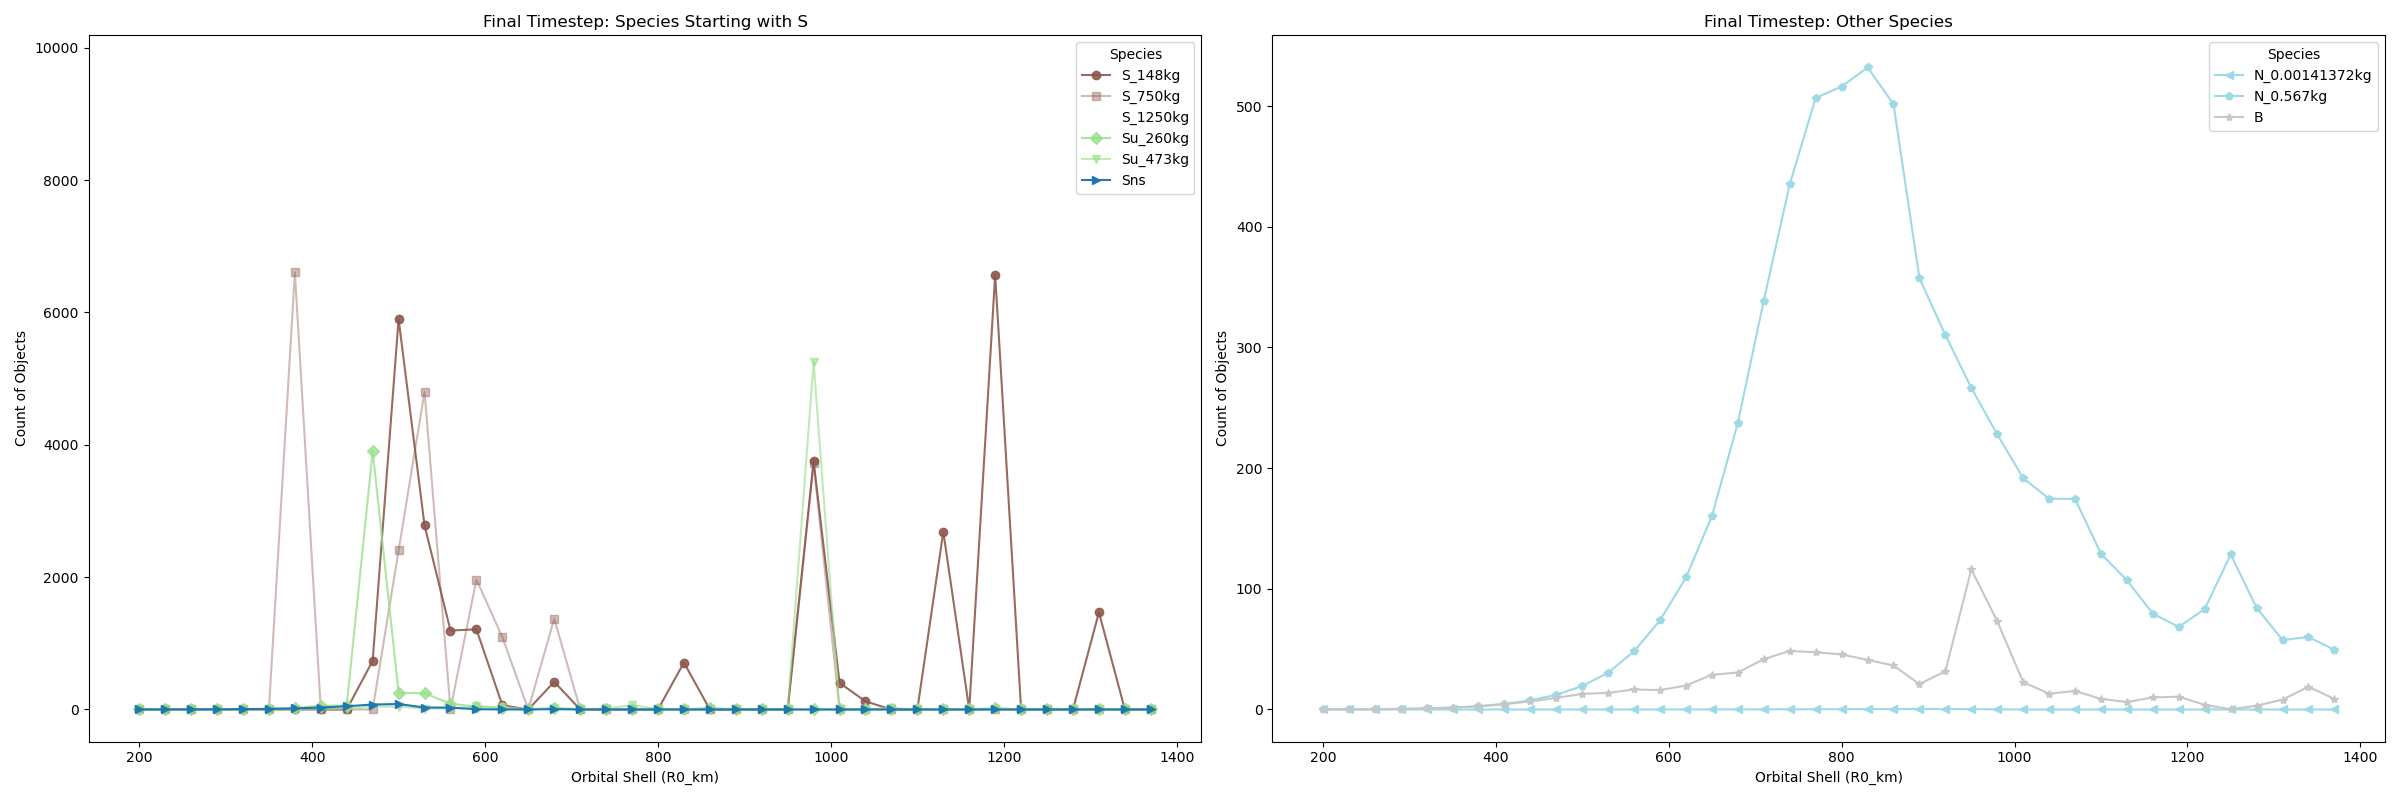 Final Timestep: Species Starting with S
10000
8000
6000
4000
2000
0
Count of Objects
200 400 600 800 1000 1200 1400
Orbital Shell (R0_km)
Species
S_148kg
S_750kg
S_1250kg
Su_260kg
Su_473kg
Sns
Final Timestep: Other Species
500
400
300
200
100
0
Count of Objects
200 400 600 800 1000 1200 1400
Orbital Shell (R0_km)
Species
N_0.00141372kg
N_0.567kg
B